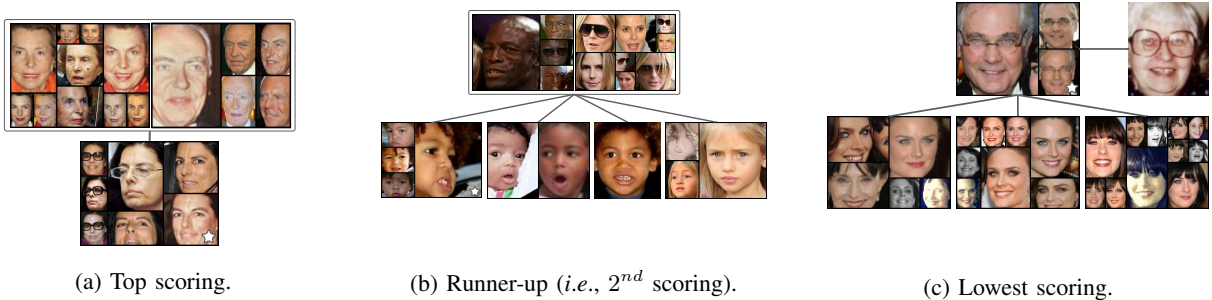 (a) Top scoring.
(b) Runner-up (i.e., 2nd scoring).
(c) Lowest scoring.